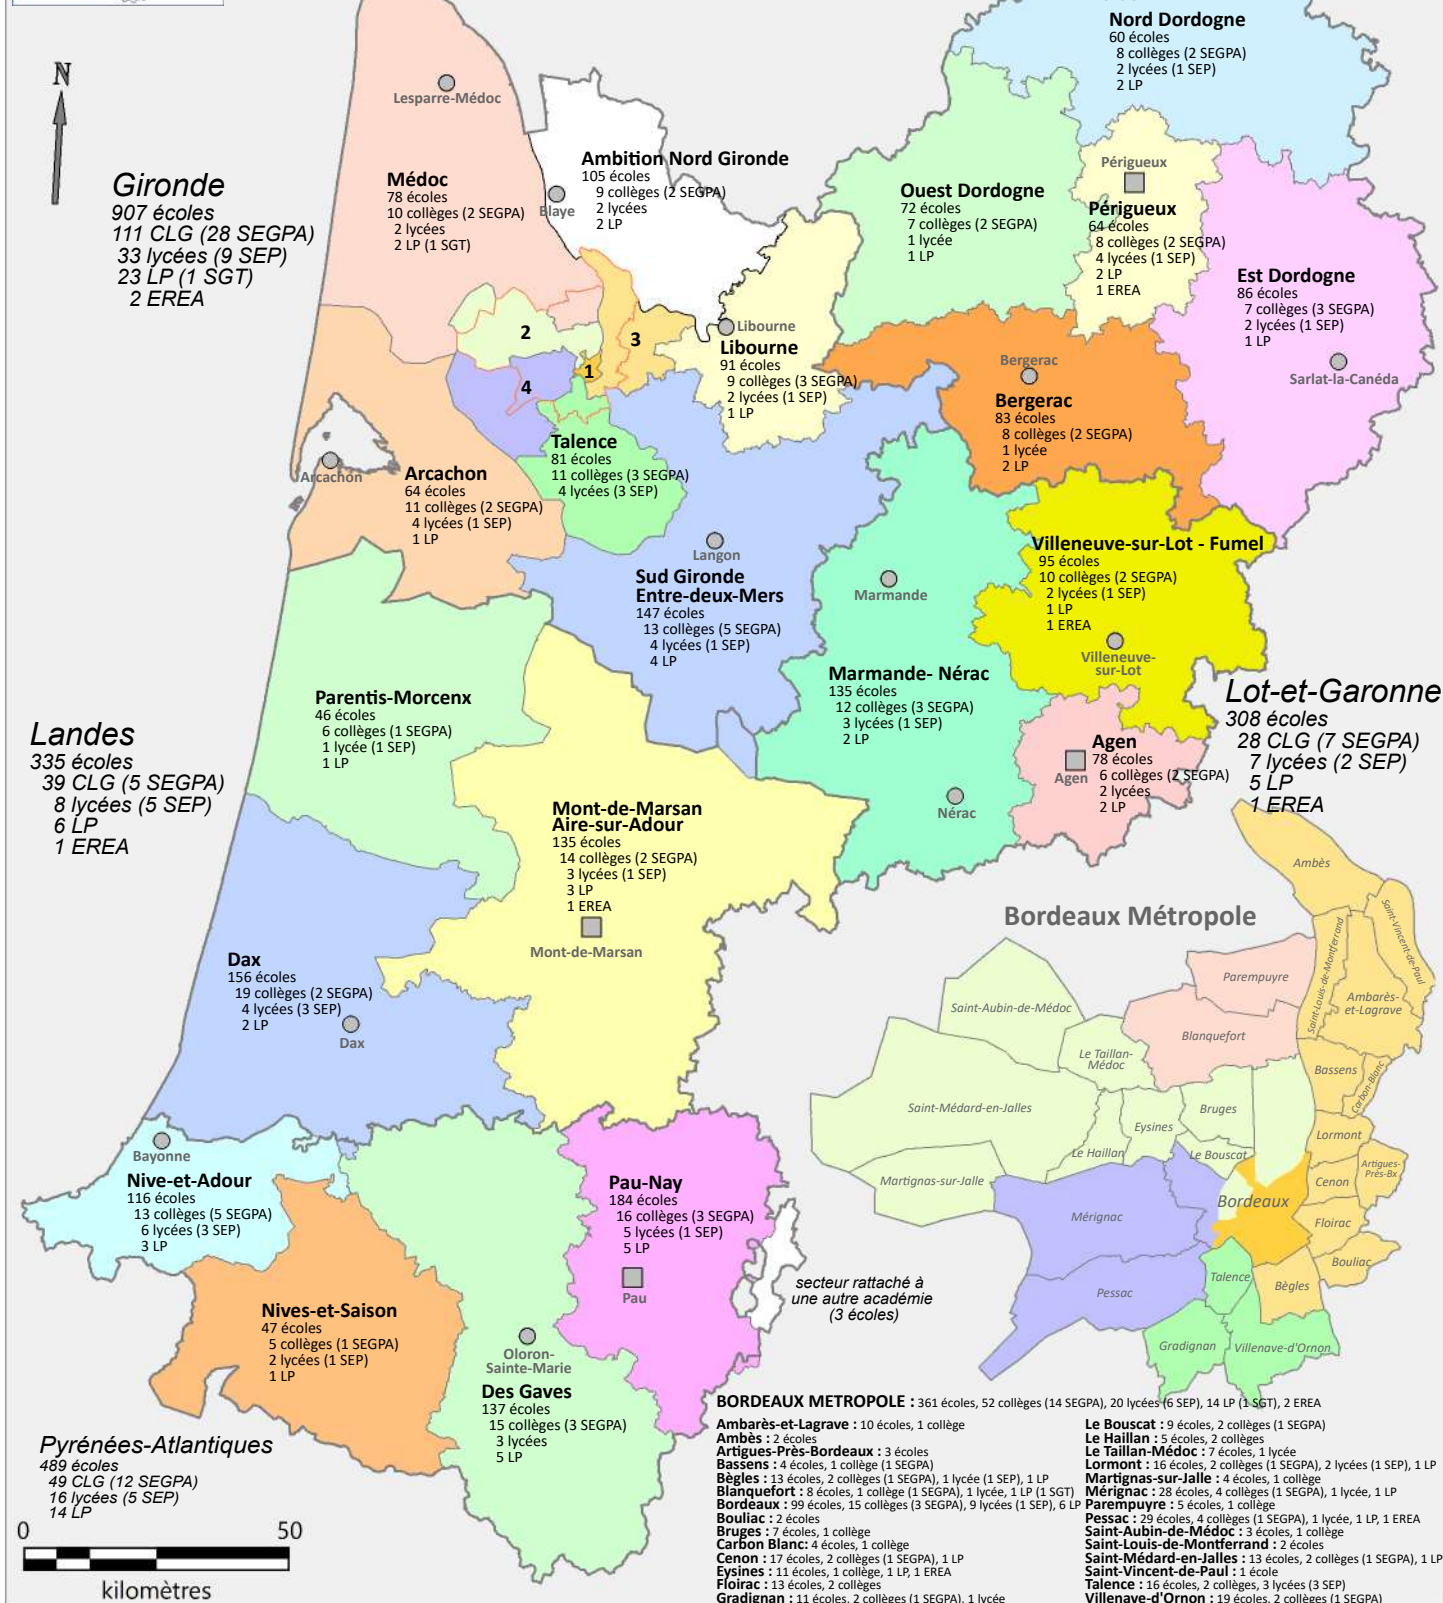 Nord Dordogne
60 écoles
8 collèges (2 SEGPA)
2 lycées (1 SEP)
2 LP
N
Lesparre-Médoc
Gironde
907 écoles
111 CLG (28 SEGPA)
33 lycées (9 SEP)
23 LP (1 SGT)
2 EREA
Médoc
78 écoles
10 collèges (2 SEGPA)
2 lycées
2 LP (1 SGT)
Ambition Nord Gironde
105 écoles
9 collèges (2 SEGPA)
2 lycées
2 LP
Blaye
Ouest Dordogne
72 écoles
7 collèges (2 SEGPA)
1 lycée
1 LP
Périgueux
Périgueux
64 écoles
8 collèges (2 SEGPA)
4 lycées (1 SEP)
2 LP
1 EREA
Est Dordogne
86 écoles
7 collèges (3 SEGPA)
2 lycées (1 SEP)
1 LP
Sarlat-la-Canéda
2
3
1
4
Libourne
Libourne
91 écoles
9 collèges (3 SEGPA)
2 lycées (1 SEP)
1 LP
Bergerac
Bergerac
83 écoles
8 collèges (2 SEGPA)
1 lycée
2 LP
Talence
81 écoles
11 collèges (3 SEGPA)
4 lycées (3 SEP)
Arcachon
Arcachon
64 écoles
11 collèges (2 SEGPA)
4 lycées (1 SEP)
1 LP
Langon
Sud Gironde
Entre-deux-Mers
147 écoles
13 collèges (5 SEGPA)
4 lycées (1 SEP)
4 LP
Marmande
Villeneuve-sur-Lot - Fumel
95 écoles
10 collèges (2 SEGPA)
2 lycées (1 SEP)
1 LP
1 EREA
Villeneuve-
sur-Lot
Marmande- Nérac
135 écoles
12 collèges (3 SEGPA)
3 lycées (1 SEP)
2 LP
Nérac
Lot-et-Garonne
308 écoles
28 CLG (7 SEGPA)
7 lycées (2 SEP)
5 LP
1 EREA
Agen
78 écoles
6 collèges (2 SEGPA)
2 lycées
2 LP
Agen
Parentis-Morcenx
46 écoles
6 collèges (1 SEGPA)
1 lycée (1 SEP)
1 LP
Landes
335 écoles
39 CLG (5 SEGPA)
8 lycées (5 SEP)
6 LP
1 EREA
Mont-de-Marsan
Aire-sur-Adour
135 écoles
14 collèges (2 SEGPA)
3 lycées (1 SEP)
3 LP
1 EREA
Mont-de-Marsan
Dax
156 écoles
19 collèges (2 SEGPA)
4 lycées (3 SEP)
2 LP
Dax
Bordeaux Métropole
Ambès
Saint-Vincent-de-Paul
Saint-Louis-de-Montferrand
Ambarès-
et-Lagrave
Parempuyre
Saint-Aubin-de-Médoc
Blanquefort
Le Taillan-
Médoc
Bassens
Carbon-Blanc
Saint-Médard-en-Jalles
Bruges
Eysines
Lormont
Le Haillan
Le Bouscat
Artigues-
Près-Bx
Martignas-sur-Jalle
Cenon
Bordeaux
Mérignac
Floirac
Bouliac
Talence
Bègles
Pessac
Gradignan
Villenave-d'Ornon
Bayonne
Nive-et-Adour
116 écoles
13 collèges (5 SEGPA)
6 lycées (3 SEP)
3 LP
Pau-Nay
184 écoles
16 collèges (3 SEGPA)
5 lycées (1 SEP)
5 LP
Pau
secteur rattaché à
une autre académie
(3 écoles)
Nives-et-Saison
47 écoles
5 collèges (1 SEGPA)
2 lycées (1 SEP)
1 LP
Oloron-
Sainte-Marie
Des Gaves
137 écoles
15 collèges (3 SEGPA)
3 lycées
5 LP
Pyrénées-Atlantiques
489 écoles
49 CLG (12 SEGPA)
16 lycées (5 SEP)
14 LP
0 50
kilomètres
BORDEAUX METROPOLE : 361 écoles, 52 collèges (14 SEGPA), 20 lycées (6 SEP), 14 LP (1 SGT), 2 EREA
Ambarès-et-Lagrave : 10 écoles, 1 collège
Ambès : 2 écoles
Artigues-Près-Bordeaux : 3 écoles
Bassens : 4 écoles, 1 collège (1 SEGPA)
Bègles : 13 écoles, 2 collèges (1 SEGPA), 1 lycée (1 SEP), 1 LP
Blanquefort : 8 écoles, 1 collège (1 SEGPA), 1 lycée, 1 LP (1 SGT)
Bordeaux : 99 écoles, 15 collèges (3 SEGPA), 9 lycées (1 SEP), 6 LP
Bouliac : 2 écoles
Bruges : 7 écoles, 1 collège
Carbon Blanc: 4 écoles, 1 collège
Cenon : 17 écoles, 2 collèges (1 SEGPA), 1 LP
Eysines : 11 écoles, 1 collège, 1 LP, 1 EREA
Floirac : 13 écoles, 2 collèges
Gradignan : 11 écoles, 2 collèges (1 SEGPA), 1 lycée
Le Bouscat : 9 écoles, 2 collèges (1 SEGPA)
Le Haillan : 5 écoles, 2 collèges
Le Taillan-Médoc : 7 écoles, 1 lycée
Lormont : 16 écoles, 2 collèges (1 SEGPA), 2 lycées (1 SEP), 1 LP
Martignas-sur-Jalle : 4 écoles, 1 collège
Mérignac : 28 écoles, 4 collèges (1 SEGPA), 1 lycée, 1 LP
Parempuyre : 5 écoles, 1 collège
Pessac : 29 écoles, 4 collèges (1 SEGPA), 1 lycée, 1 LP, 1 EREA
Saint-Aubin-de-Médoc : 3 écoles, 1 collège
Saint-Louis-de-Montferrand : 2 écoles
Saint-Médard-en-Jalles : 13 écoles, 2 collèges (1 SEGPA), 1 LP
Saint-Vincent-de-Paul : 1 école
Talence : 16 écoles, 2 collèges, 3 lycées (3 SEP)
Villenave-d'Ornon : 19 écoles, 2 collèges (1 SEGPA)